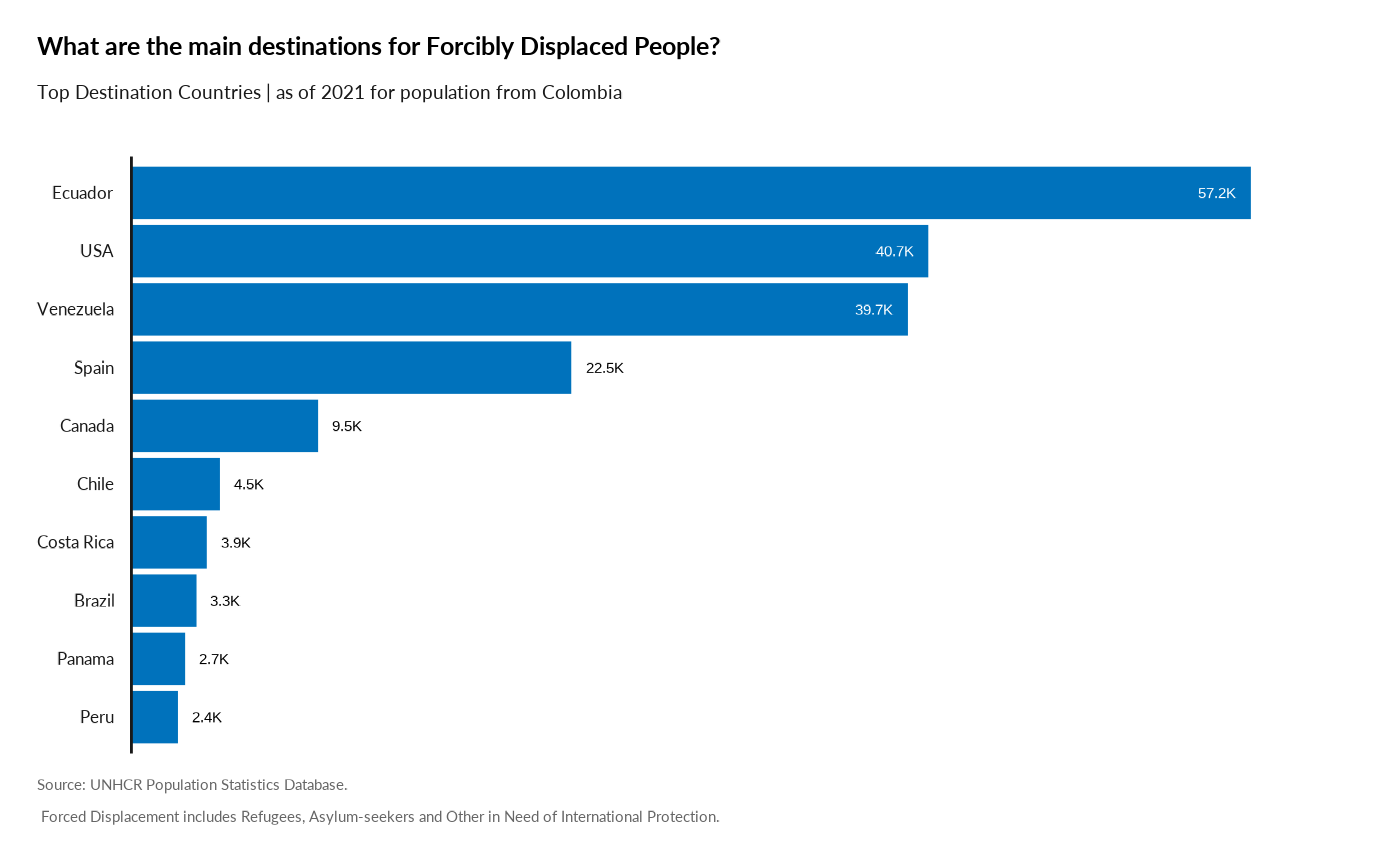 What are the main destinations for Forcibly Displaced People?
Top Destination Countries | as of 2021 for population from Colombia
Ecuador 57.2K
USA 40.7K
Venezuela 39.7K
Spain 22.5K
Canada 9.5K
Chile 4.5K
Costa Rica 3.9K
Brazil 3.3K
Panama 2.7K
Peru 2.4K
Source: UNHCR Population Statistics Database.
Forced Displacement includes Refugees, Asylum-seekers and Other in Need of International Protection.